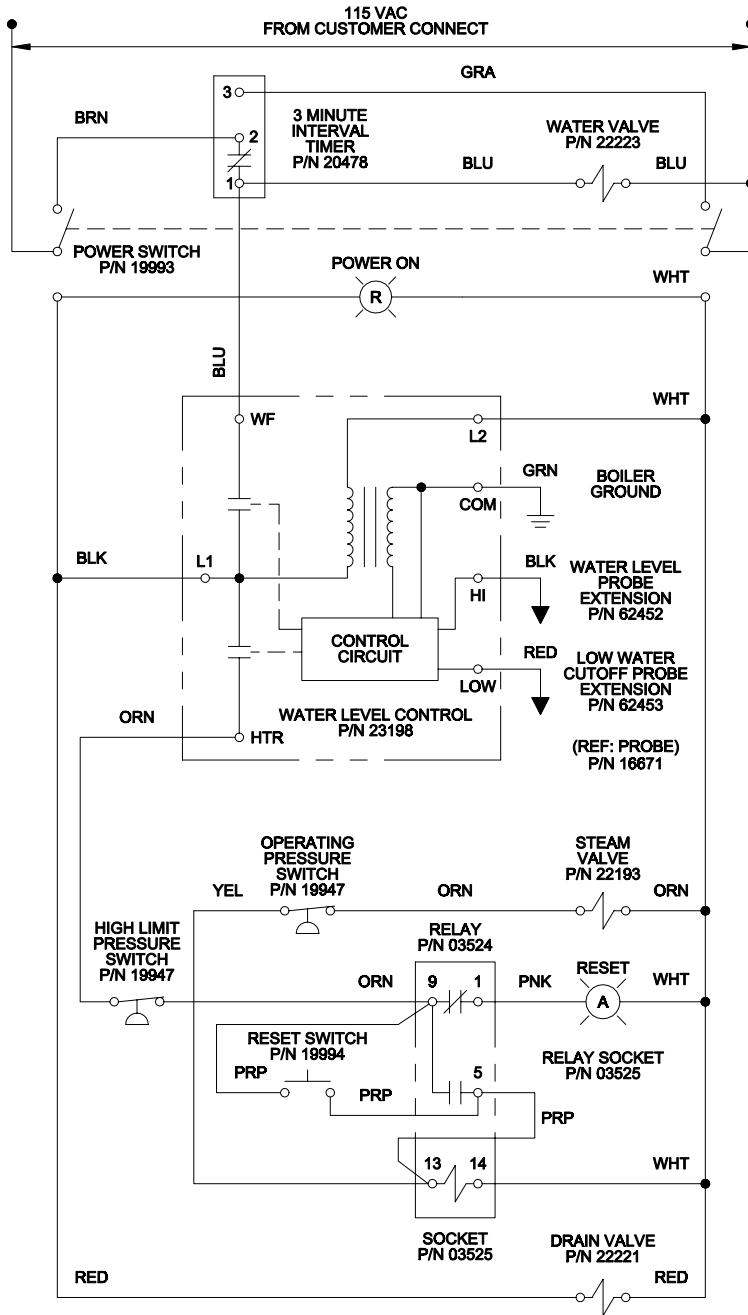 115 VAC
FROM CUSTOMER CONNECT
GRA
3
BRN
2
3 MINUTE
INTERVAL
TIMER
P/N 20478
WATER VALVE
P/N 22223
1
BLU
BLU
POWER SWITCH
P/N 19993
POWER ON
WHT
R
BLU
WF
WHT
L2
GRN
BOILER
GROUND
COM
BLK
L1
BLK
WATER LEVEL
PROBE
EXTENSION
P/N 62452
HI
CONTROL
CIRCUIT
RED
LOW WATER
CUTOFF PROBE
EXTENSION
P/N 62453
LOW
ORN
HTR
WATER LEVEL CONTROL
P/N 23198
(REF: PROBE)
P/N 16671
OPERATING
PRESSURE
SWITCH
P/N 19947
STEAM
VALVE
P/N 22193
YEL
ORN
ORN
HIGH LIMIT
PRESSURE
SWITCH
P/N 19947
RELAY
P/N 03524
ORN
9
1
PNK
RESET
WHT
A
RESET SWITCH
P/N 19994
RELAY SOCKET
P/N 03525
PRP
PRP
5
PRP
13
14
WHT
SOCKET
P/N 03525
DRAIN VALVE
P/N 22221
RED
RED